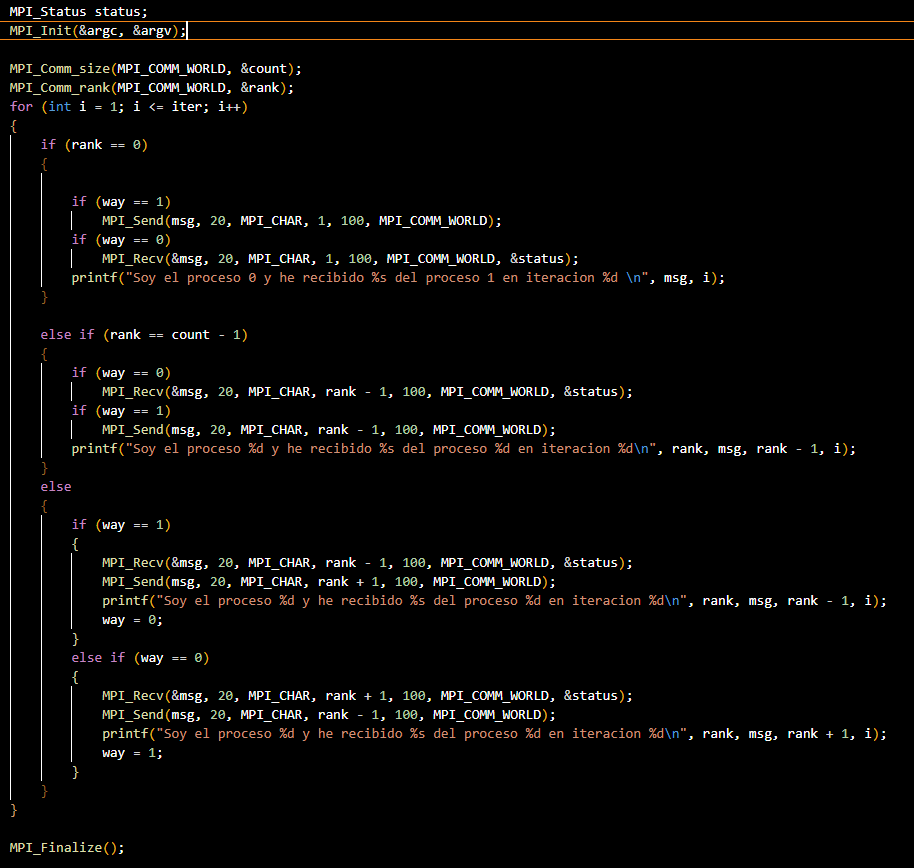 MPI_Status status;
MPI_Init(&argc, &argv);
MPI_Comm_size(MPI_COMM_WORLD, &count);
MPI_Comm_rank(MPI_COMM_WORLD, &rank);
for (int i = 1; i <= iter; i++)
{
    if (rank == 0)
    {
        if (way == 1)
            MPI_Send(msg, 20, MPI_CHAR, 1, 100, MPI_COMM_WORLD);
        if (way == 0)
            MPI_Recv(&msg, 20, MPI_CHAR, 1, 100, MPI_COMM_WORLD, &status);
        printf("Soy el proceso 0 y he recibido %s del proceso 1 en iteracion %d \n", msg, i);
    }
    else if (rank == count - 1)
    {
        if (way == 0)
            MPI_Recv(&msg, 20, MPI_CHAR, rank - 1, 100, MPI_COMM_WORLD, &status);
        if (way == 1)
            MPI_Send(msg, 20, MPI_CHAR, rank - 1, 100, MPI_COMM_WORLD);
        printf("Soy el proceso %d y he recibido %s del proceso %d en iteracion %d\n", rank, msg, rank - 1, i);
    }
    else
    {
        if (way == 1)
        {
            MPI_Recv(&msg, 20, MPI_CHAR, rank - 1, 100, MPI_COMM_WORLD, &status);
            MPI_Send(msg, 20, MPI_CHAR, rank + 1, 100, MPI_COMM_WORLD);
            printf("Soy el proceso %d y he recibido %s del proceso %d en iteracion %d\n", rank, msg, rank - 1, i);
            way = 0;
        }
        else if (way == 0)
        {
            MPI_Recv(&msg, 20, MPI_CHAR, rank + 1, 100, MPI_COMM_WORLD, &status);
            MPI_Send(msg, 20, MPI_CHAR, rank - 1, 100, MPI_COMM_WORLD);
            printf("Soy el proceso %d y he recibido %s del proceso %d en iteracion %d\n", rank, msg, rank + 1, i);
            way = 1;
        }
    }
}
MPI_Finalize();